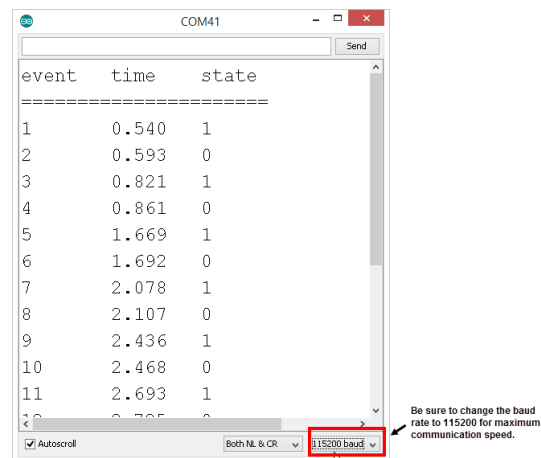 COM41
Send
event time state
=======================
1 0.540 1
2 0.593 0
3 0.821 1
4 0.861 0
5 1.669 1
6 1.692 0
7 2.078 1
8 2.107 0
9 2.436 1
10 2.468 0
11 2.693 1
Autoscroll
Both NL & CR
115200 baud
Be sure to change the baud
rate to 115200 for maximum
communication speed.